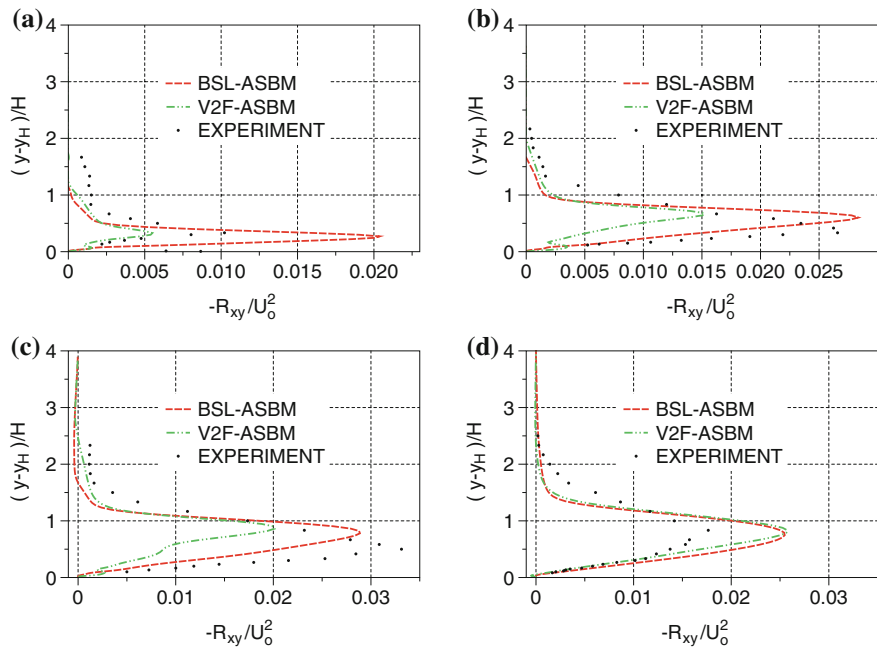 (a)
4
3
2
1
0
( y-y_H )/H
BSL-ASBM
V2F-ASBM
EXPERIMENT
0 0.005 0.010 0.015 0.020
-R_xy/U_o^2
(b)
4
3
2
1
0
( y-y_H )/H
BSL-ASBM
V2F-ASBM
EXPERIMENT
0 0.005 0.010 0.015 0.020 0.025
-R_xy/U_o^2
(c)
4
3
2
1
0
( y-y_H )/H
BSL-ASBM
V2F-ASBM
EXPERIMENT
0 0.01 0.02 0.03
-R_xy/U_o^2
(d)
4
3
2
1
0
( y-y_H )/H
BSL-ASBM
V2F-ASBM
EXPERIMENT
0 0.01 0.02 0.03
-R_xy/U_o^2